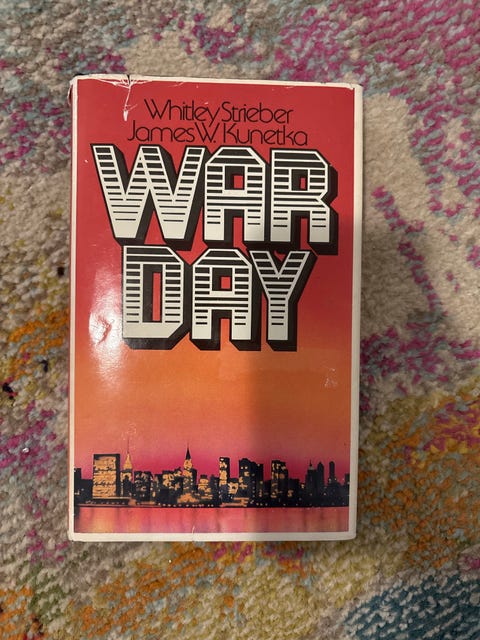 Whitley Strieber
James W. Kunetka
WAR
DAY